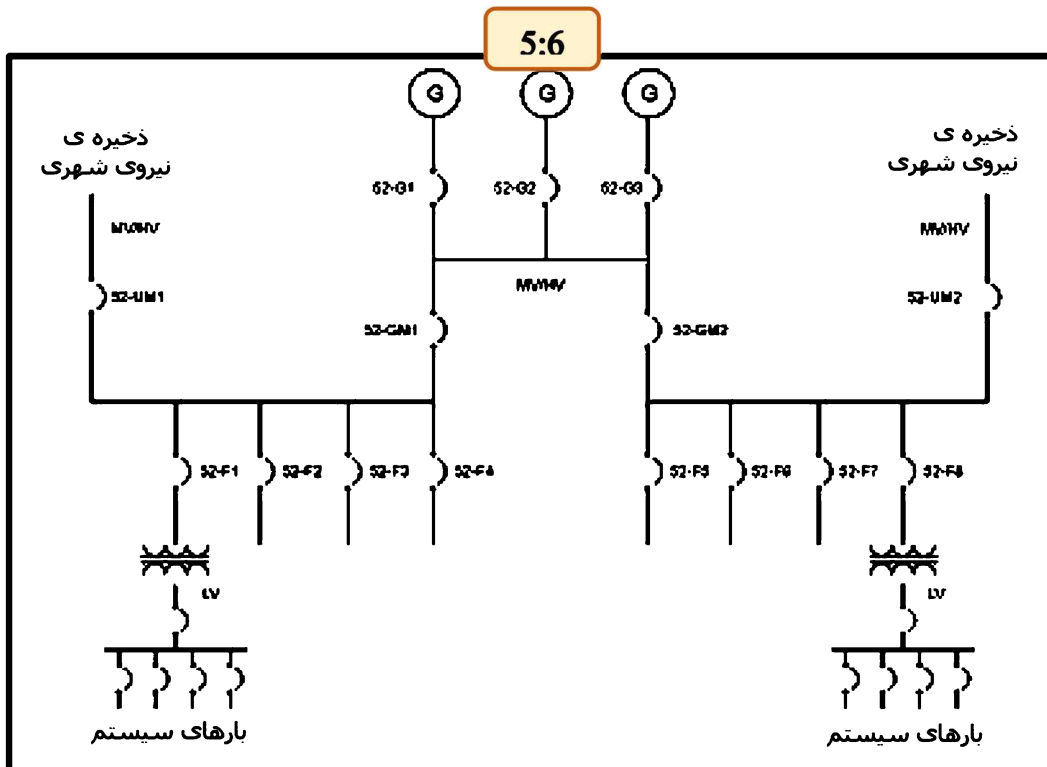 5:6
G G G
ذخیره ی
نیروی شهری
ذخیره ی
نیروی شهری
52-G1 52-G2 52-G3
MV/HV
MV/HV
MV/HV
52-UM1
52-UM2
52-GM1
52-GM2
52-F1 52-F2 52-F3 52-F4 52-F5 52-F6 52-F7 52-F8
LV
LV
بارهای سیستم
بارهای سیستم